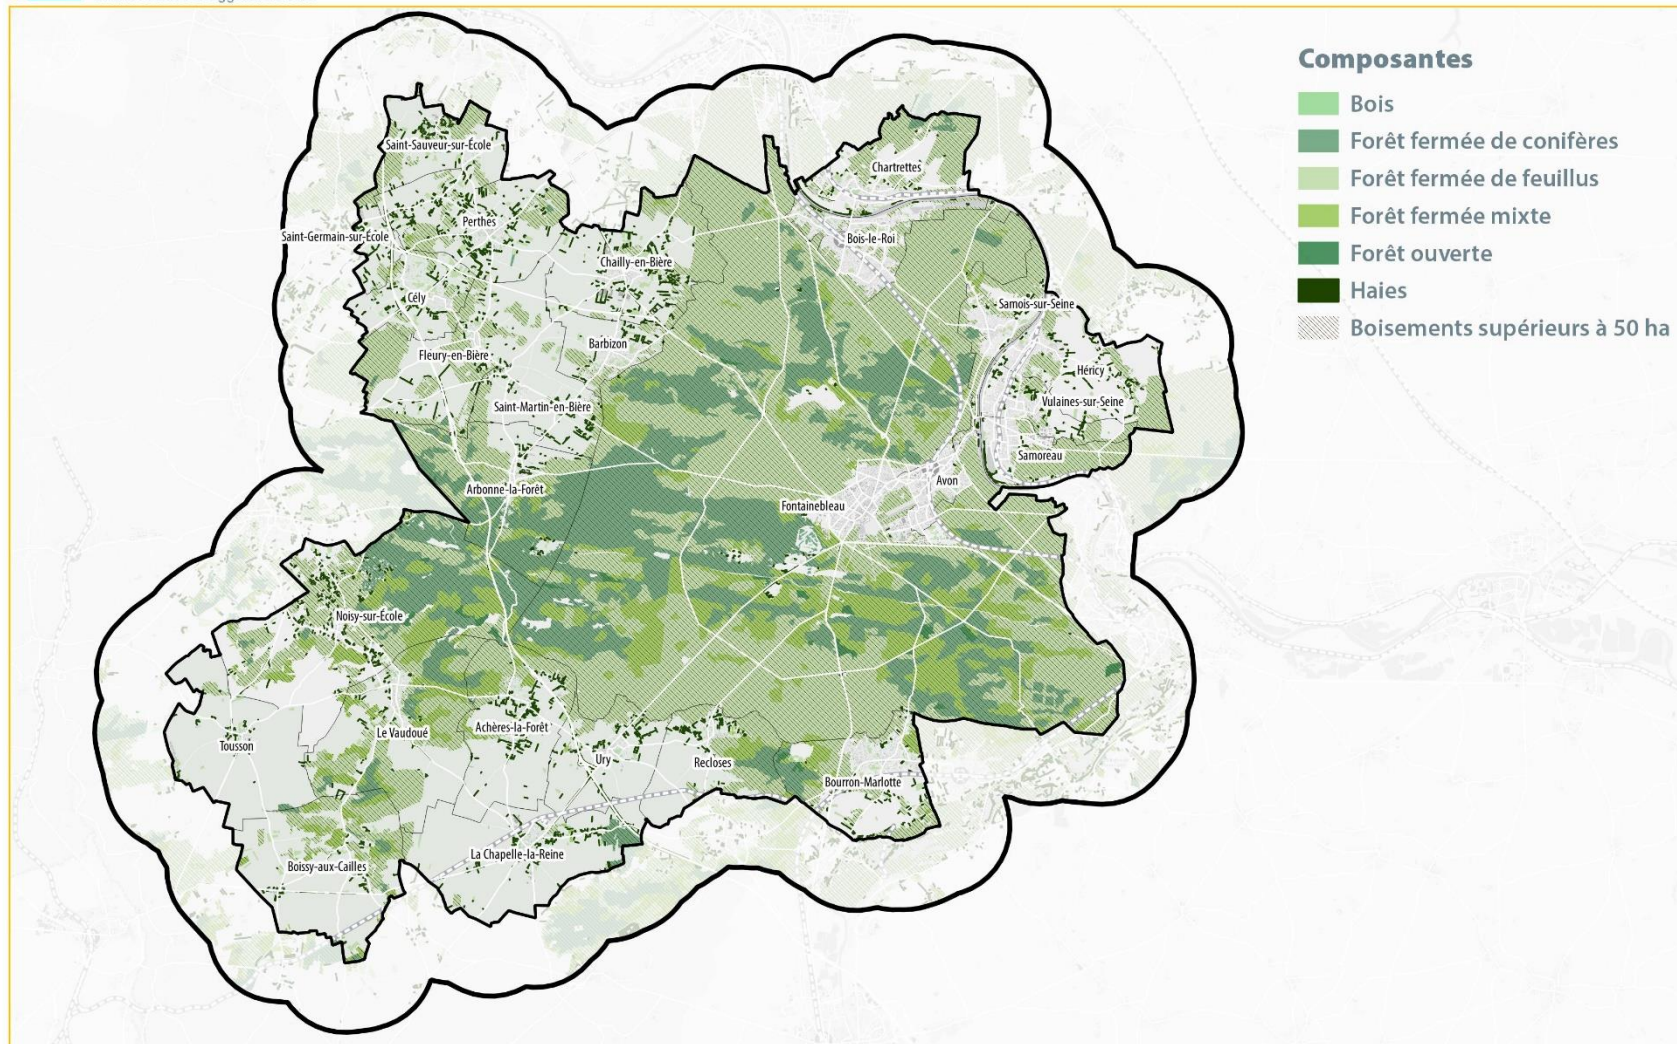 Composantes
Bois
Forêt fermée de conifères
Forêt fermée de feuillus
Forêt fermée mixte
Forêt ouverte
Haies
Boisements supérieurs à 50 ha
Saint-Sauveur-sur-École
Chartrettes
Perthes
Saint-Germain-sur-École
Bois-le-Roi
Chailly-en-Bière
Cély
Samois-sur-Seine
Barbizon
Fleury-en-Bière
Héricy
Saint-Martin-en-Bière
Vulaines-sur-Seine
Samoreau
Avon
Arbonne-la-Forêt
Fontainebleau
Noisy-sur-École
Achères-la-Forêt
Le Vaudoué
Tousson
Ury
Recloses
Bourron-Marlotte
La Chapelle-la-Reine
Boissy-aux-Cailles